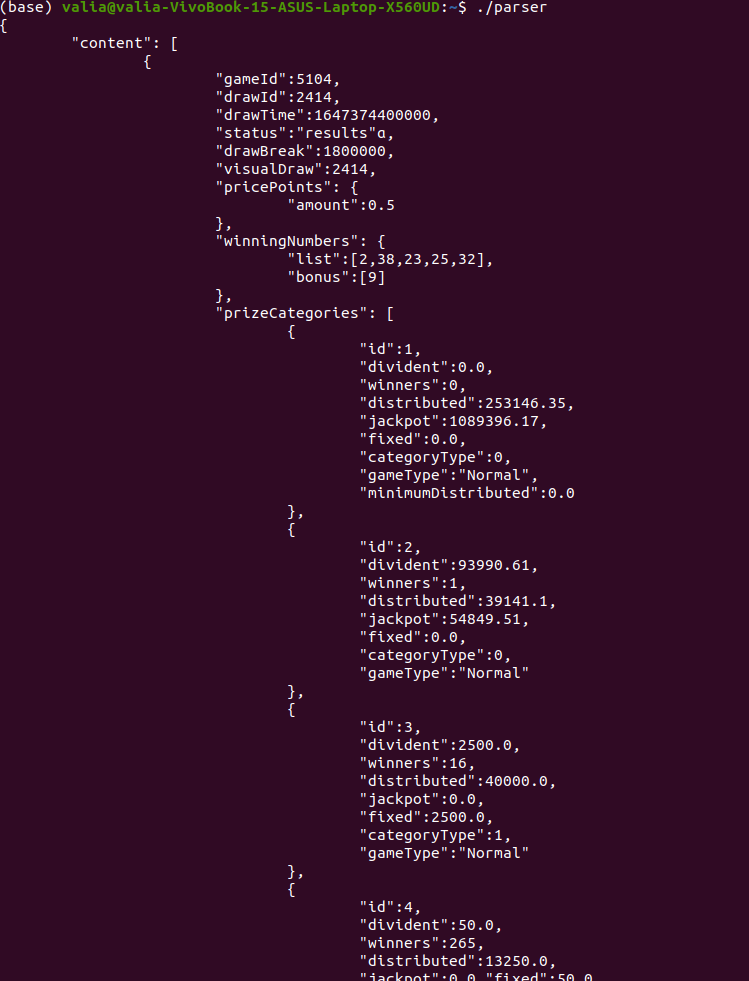 (base) valia@valia-VivoBook-15-ASUS-Laptop-X560UD:~$ ./parser
{
"content": [
{
"gameId":5104,
"drawId":2414,
"drawTime":1647374400000,
"status":"results"α,
"drawBreak":1800000,
"visualDraw":2414,
"pricePoints": {
"amount":0.5
},
"winningNumbers": {
"list":[2,38,23,25,32],
"bonus":[9]
},
"prizeCategories": [
{
"id":1,
"divident":0.0,
"winners":0,
"distributed":253146.35,
"jackpot":1089396.17,
"fixed":0.0,
"categoryType":0,
"gameType":"Normal",
"minimumDistributed":0.0
},
{
"id":2,
"divident":93990.61,
"winners":1,
"distributed":39141.1,
"jackpot":54849.51,
"fixed":0.0,
"categoryType":0,
"gameType":"Normal"
},
{
"id":3,
"divident":2500.0,
"winners":16,
"distributed":40000.0,
"jackpot":0.0,
"fixed":2500.0,
"categoryType":1,
"gameType":"Normal"
},
{
"id":4,
"divident":50.0,
"winners":265,
"distributed":13250.0,
"jackpot":0.0,"fixed":50.0